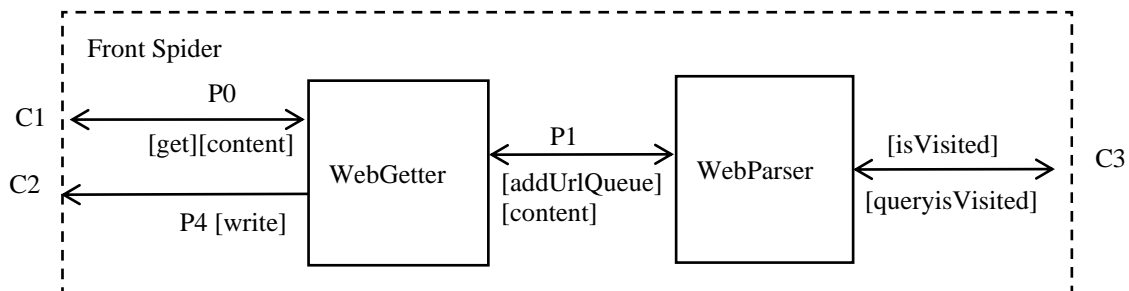 Front Spider
C1
P0
[get][content]
C2
P4 [write]
WebGetter
P1
[addUrlQueue]
[content]
WebParser
[isVisited]
[queryisVisited]
C3